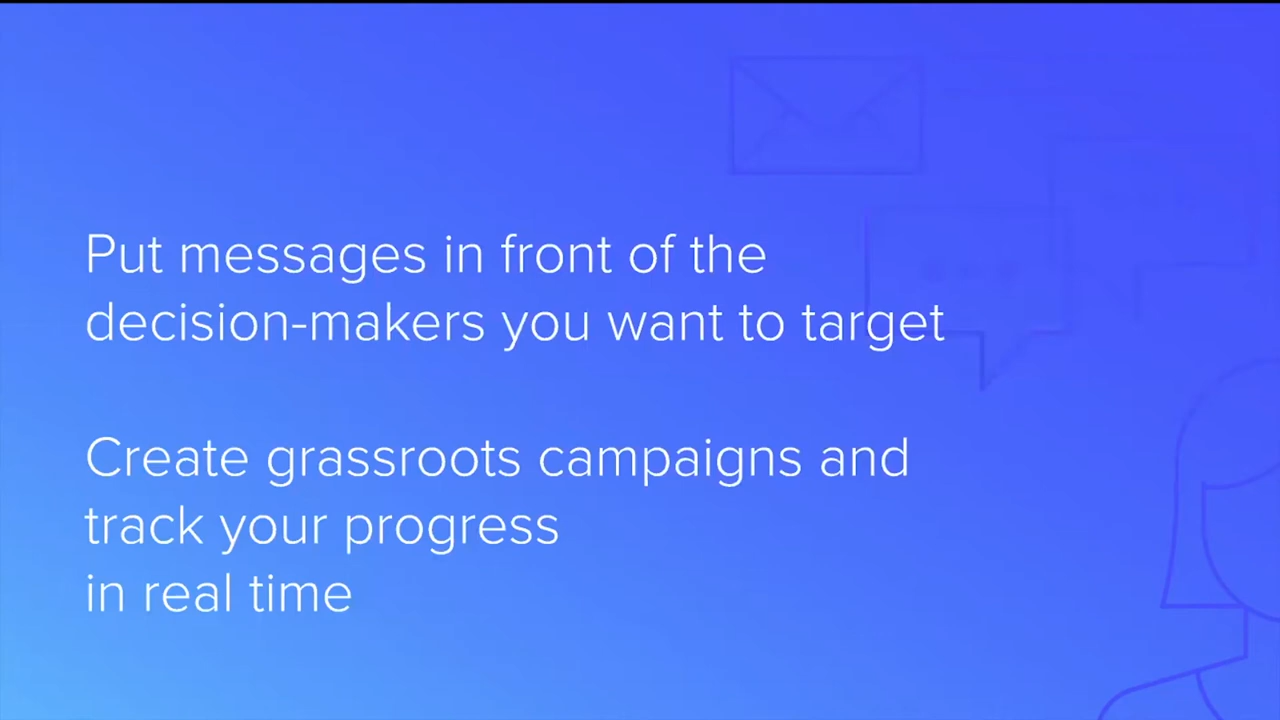 Put messages in front of the
decision-makers you want to target
Create grassroots campaigns and
track your progress
in real time